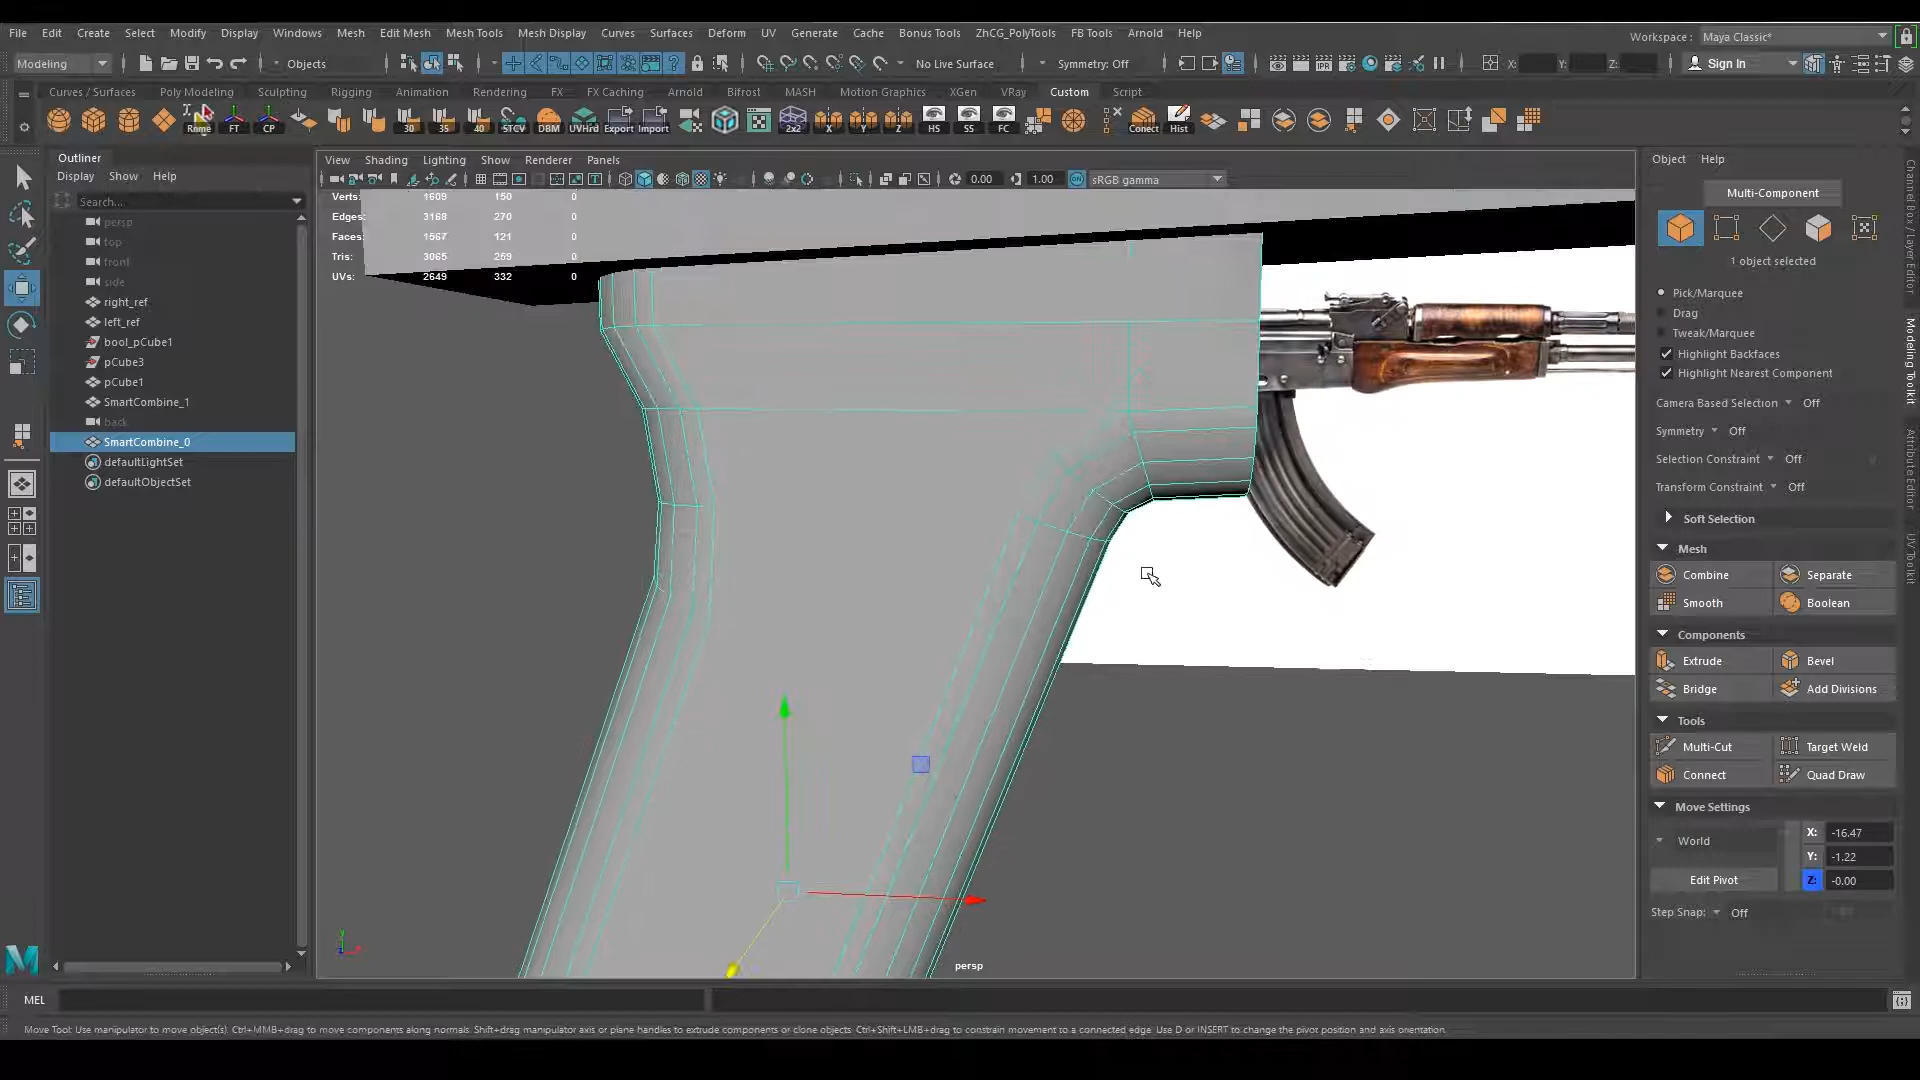 File Edit Create Select Modify Display Windows Mesh Edit Mesh Mesh Tools Mesh Display Curves Surfaces Deform UV Generate Cache Bonus Tools ZhCG_PolyTools FB Tools Arnold Help
Workspace : Maya Classic*
Modeling Objects No Live Surface Symmetry: Off X: Y: Z: Sign In
Curves / Surfaces Poly Modeling Sculpting Rigging Animation Rendering FX FX Caching Arnold Bifrost MASH Motion Graphics XGen VRay Custom Script
Rnme FT CP 30 35 40 STCV DBM UVHrd Export Import 2x2 X Y Z HS SS FC Conect Hist
Outliner
Display Show Help
Search...
persp
top
front
side
right_ref
left_ref
bool_pCube1
pCube3
pCube1
SmartCombine_1
back
SmartCombine_0
defaultLightSet
defaultObjectSet
View Shading Lighting Show Renderer Panels
0.00 1.00 sRGB gamma
Verts: 1609 150 0
Edges: 3168 270 0
Faces: 1567 121 0
Tris: 3065 259 0
UVs: 2649 332 0
persp
Object Help
Multi-Component
1 object selected
Pick/Marquee
Drag
Tweak/Marquee
Highlight Backfaces
Highlight Nearest Component
Camera Based Selection Off
Symmetry Off
Selection Constraint Off
Transform Constraint Off
Soft Selection
Mesh
Combine Separate
Smooth Boolean
Components
Extrude Bevel
Bridge Add Divisions
Tools
Multi-Cut Target Weld
Connect Quad Draw
Move Settings
World X: -16.47
Y: -1.22
Edit Pivot Z: -0.00
Step Snap: Off
Channel Box / Layer Editor
Modeling Toolkit
Attribute Editor
UV Toolkit
MEL
Move Tool: Use manipulator to move object(s). Ctrl+MMB+drag to move components along normals. Shift+drag manipulator axis or plane handles to extrude components or clone objects. Ctrl+Shift+LMB+drag to constrain movement to a connected edge. Use D or INSERT to change the pivot position and axis orientation.